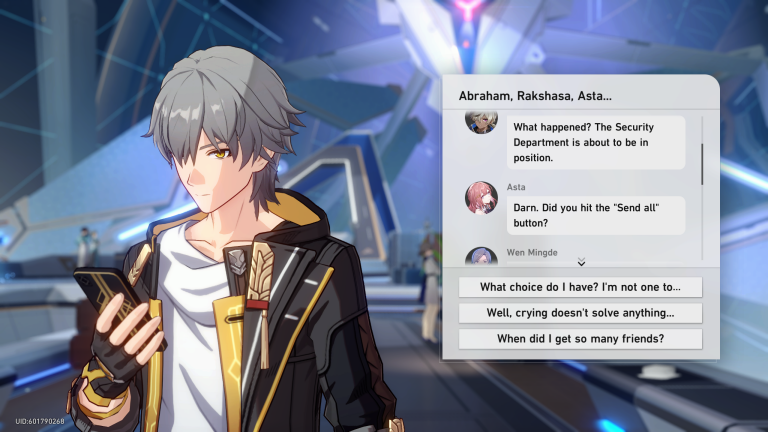 Abraham, Rakshasa, Asta...
What happened? The Security
Department is about to be in
position.
Asta
Darn. Did you hit the "Send all"
button?
Wen Mingde
What choice do I have? I'm not one to...
Well, crying doesn't solve anything...
When did I get so many friends?
UID:601790268